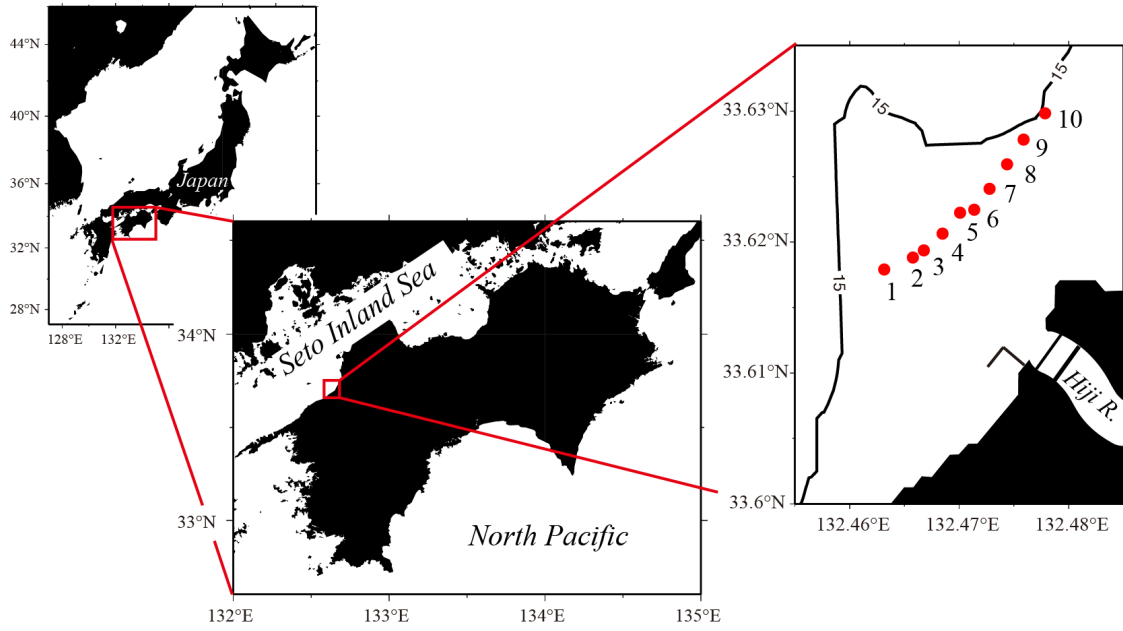 44°N
40°N
36°N
32°N
28°N
128°E
132°E
Japan
34°N
33°N
132°E
133°E
134°E
135°E
Seto Inland Sea
North Pacific
33.63°N
33.62°N
33.61°N
33.6°N
132.46°E
132.47°E
132.48°E
15
15
15
10
9
8
7
6
5
4
3
2
1
Hiji R.